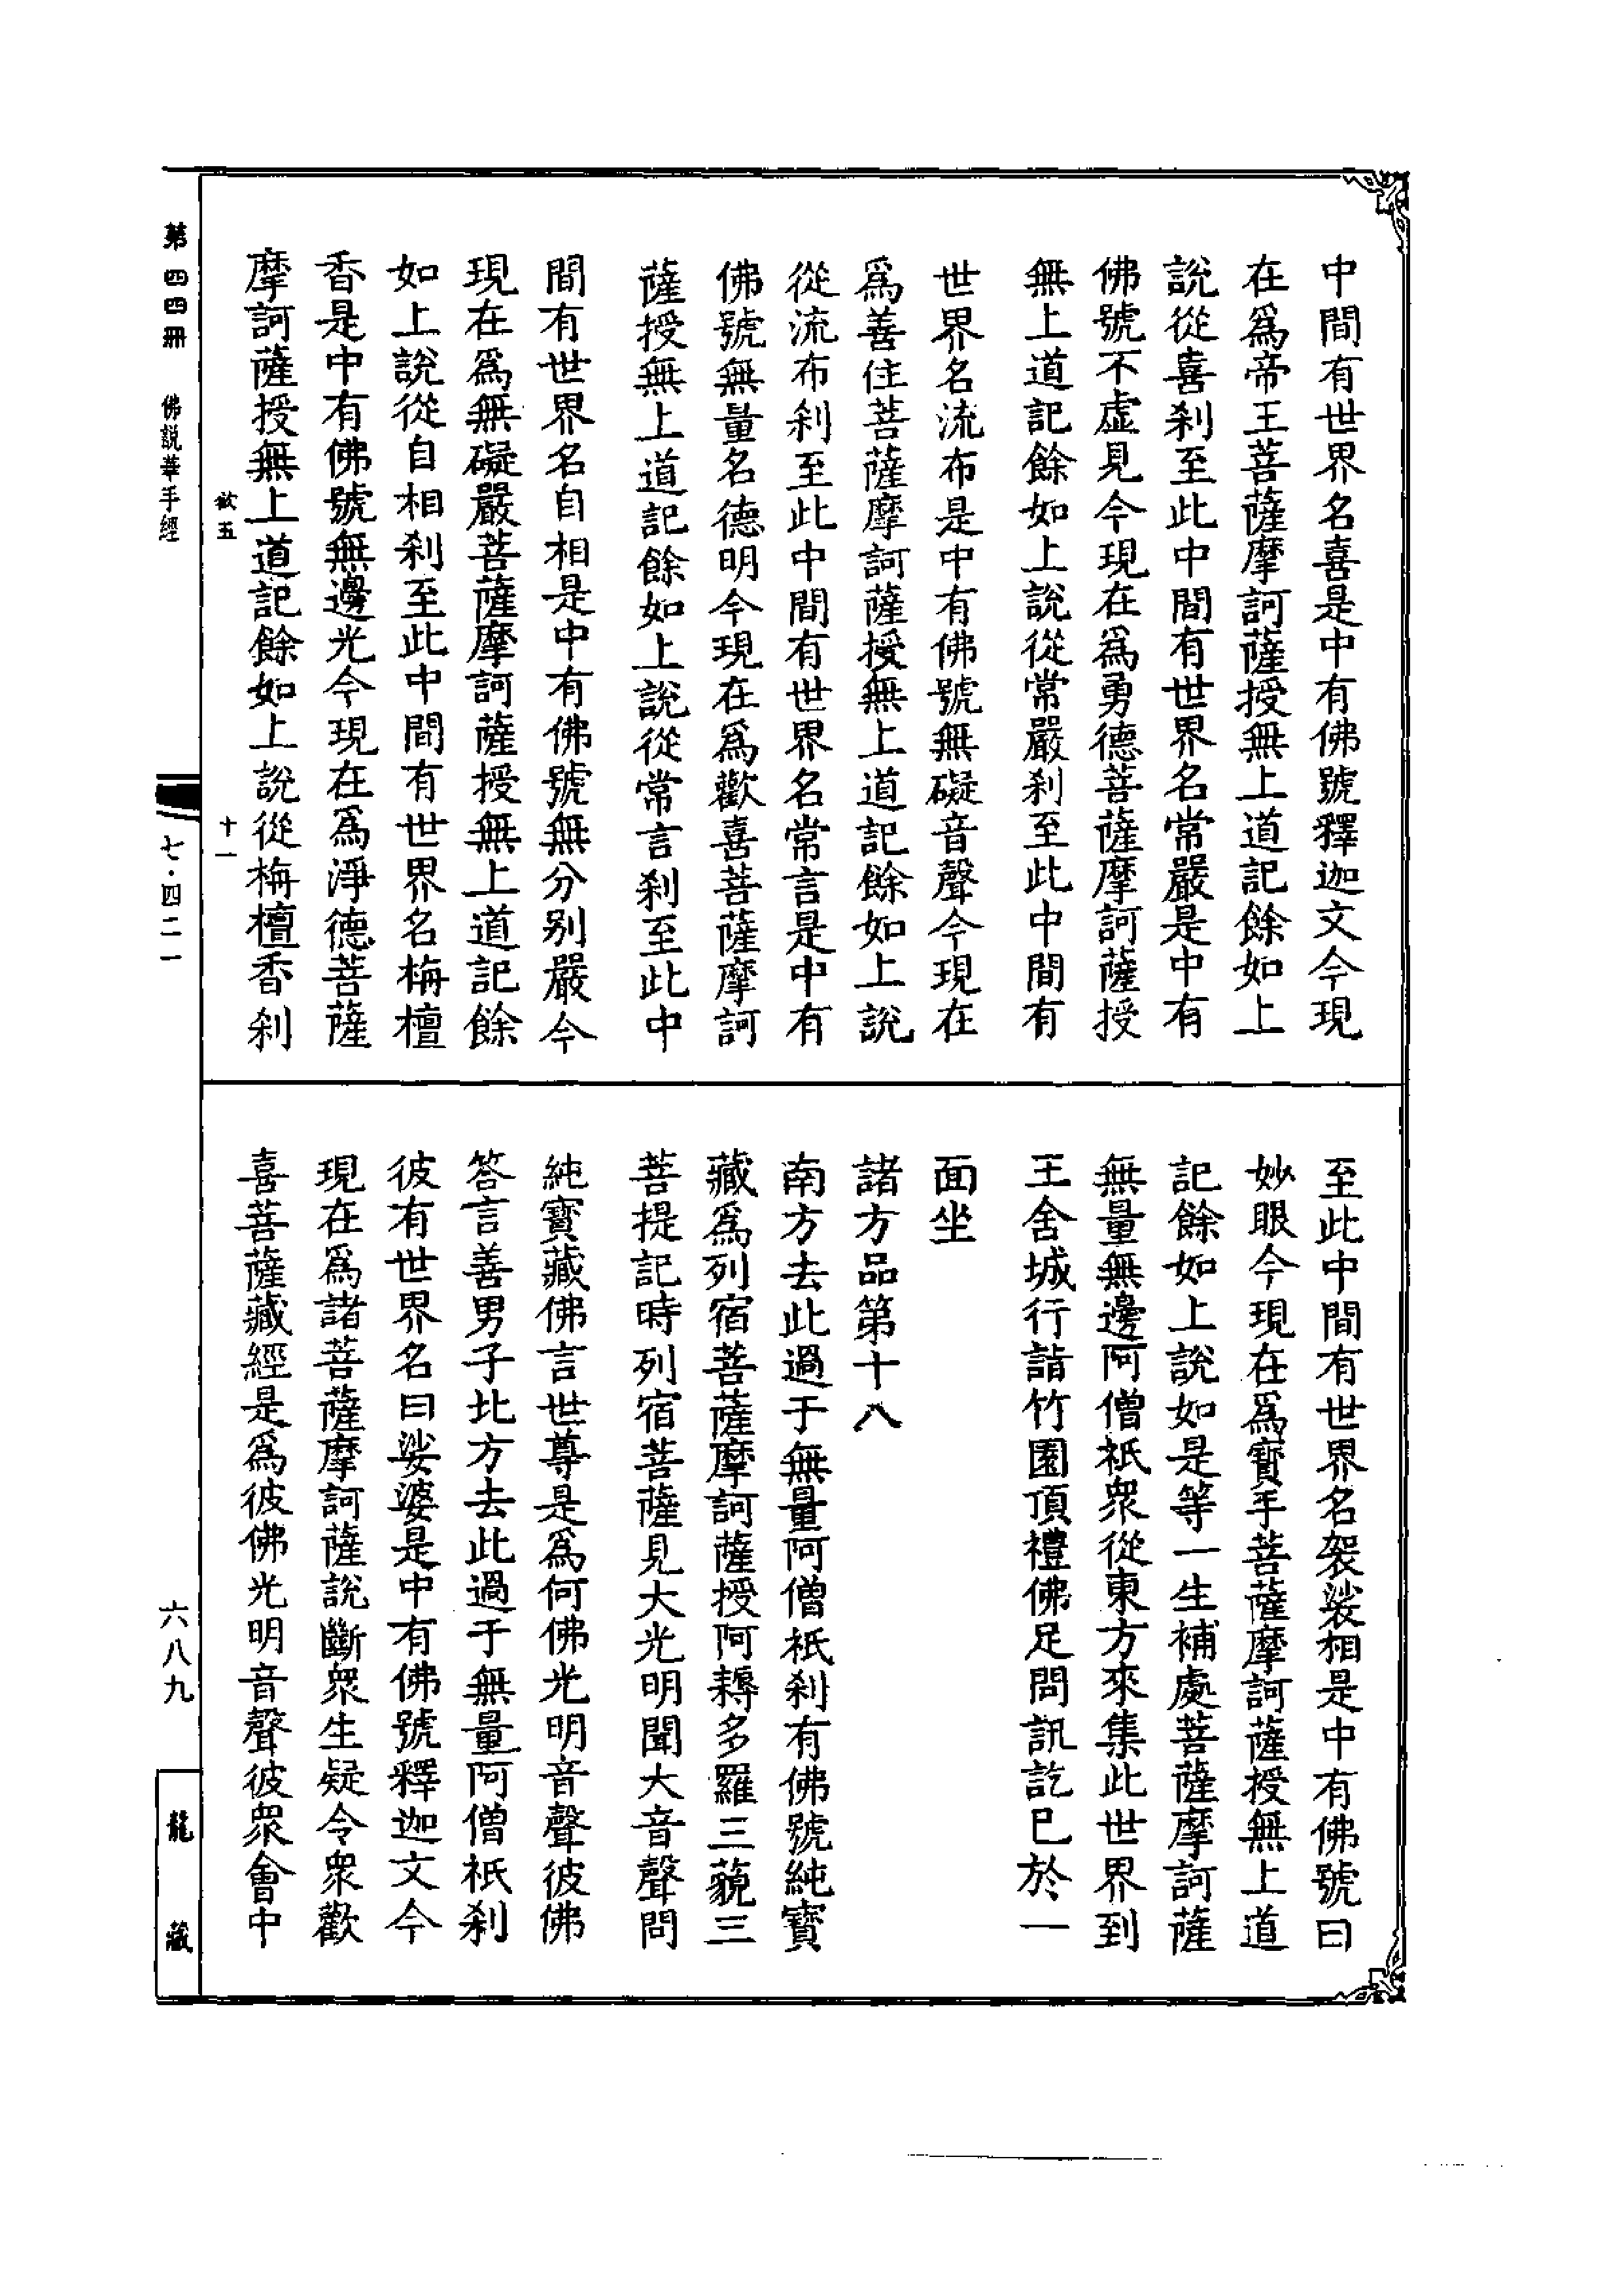 中間有世界名喜是中有佛號釋迦文今現
在爲帝王菩薩摩訶薩授無上道記餘如上
說從喜刹至此中間有世界名常嚴是中有
佛號不虛見今現在爲勇德菩薩摩訶薩授
無上道記餘如上說從常嚴刹至此中間有
世界名流布是中有佛號無礙音聲今現在
爲善住菩薩摩訶薩授無上道記餘如上說
從流布刹至此中間有世界名常言是中有
佛號無量名德明今現在爲歡喜菩薩摩訶
薩授無上道記餘如上說從常言刹至此中
間有世界名自相是中有佛號無分別嚴今
現在爲無礙嚴菩薩摩訶薩授無上道記餘
如上說從自相刹至此中間有世界名栴檀
香是中有佛號無邊光今現在爲淨德菩薩
摩訶薩授無上道記餘如上說從栴檀香刹
至此中間有世界名袈裟相是中有佛號曰
妙眼今現在爲寶手菩薩摩訶薩授無上道
記餘如上說如是等一生補處菩薩摩訶薩
無量無邊阿僧祇衆從東方來集此世界到
王舍城行詣竹園頂禮佛足問訊訖已於一
面坐
諸方品第十八
南方去此過于無量阿僧祇刹有佛號純寶
藏爲列宿菩薩摩訶薩授阿耨多羅三藐三
菩提記時列宿菩薩見大光明聞大音聲問
純寶藏佛言世尊是爲何佛光明音聲彼佛
答言善男子北方去此過于無量阿僧祇刹
彼有世界名曰娑婆是中有佛號釋迦文今
現在爲諸菩薩摩訶薩說斷衆生疑令衆歡
喜菩薩藏經是爲彼佛光明音聲彼衆會中
欽五
十一
第四四冊
佛說華手經
七·四二一
六八九
龍藏